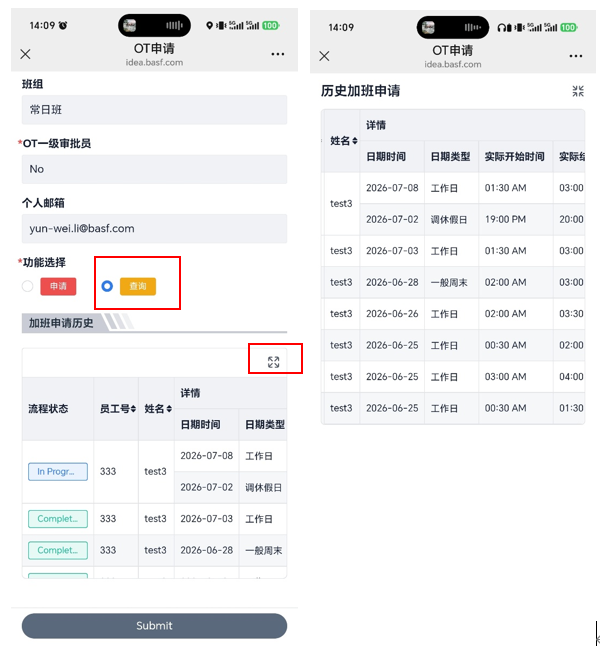 14:09
5G 5G 100
OT申请
idea.basf.com
班组
常日班
*OT一级审批员
No
个人邮箱
yun-wei.li@basf.com
*功能选择
申请 查询
加班申请历史
流程状态 员工号 姓名 详情
日期时间 日期类型
In Progr... 333 test3 2026-07-08 工作日
2026-07-02 调休假日
Complet... 333 test3 2026-07-03 工作日
Complet... 333 test3 2026-06-28 一般周末
Submit
14:09
5G 5G 100
OT申请
idea.basf.com
历史加班申请
姓名 详情
日期时间 日期类型 实际开始时间 实际结
test3 2026-07-08 工作日 01:30 AM 03:00
2026-07-02 调休假日 19:00 PM 20:00
test3 2026-07-03 工作日 01:30 AM 03:00
test3 2026-06-28 一般周末 02:00 AM 03:00
test3 2026-06-26 工作日 02:00 AM 03:30
test3 2026-06-25 工作日 00:30 AM 02:00
test3 2026-06-25 工作日 03:00 AM 04:00
test3 2026-06-25 工作日 00:30 AM 01:30